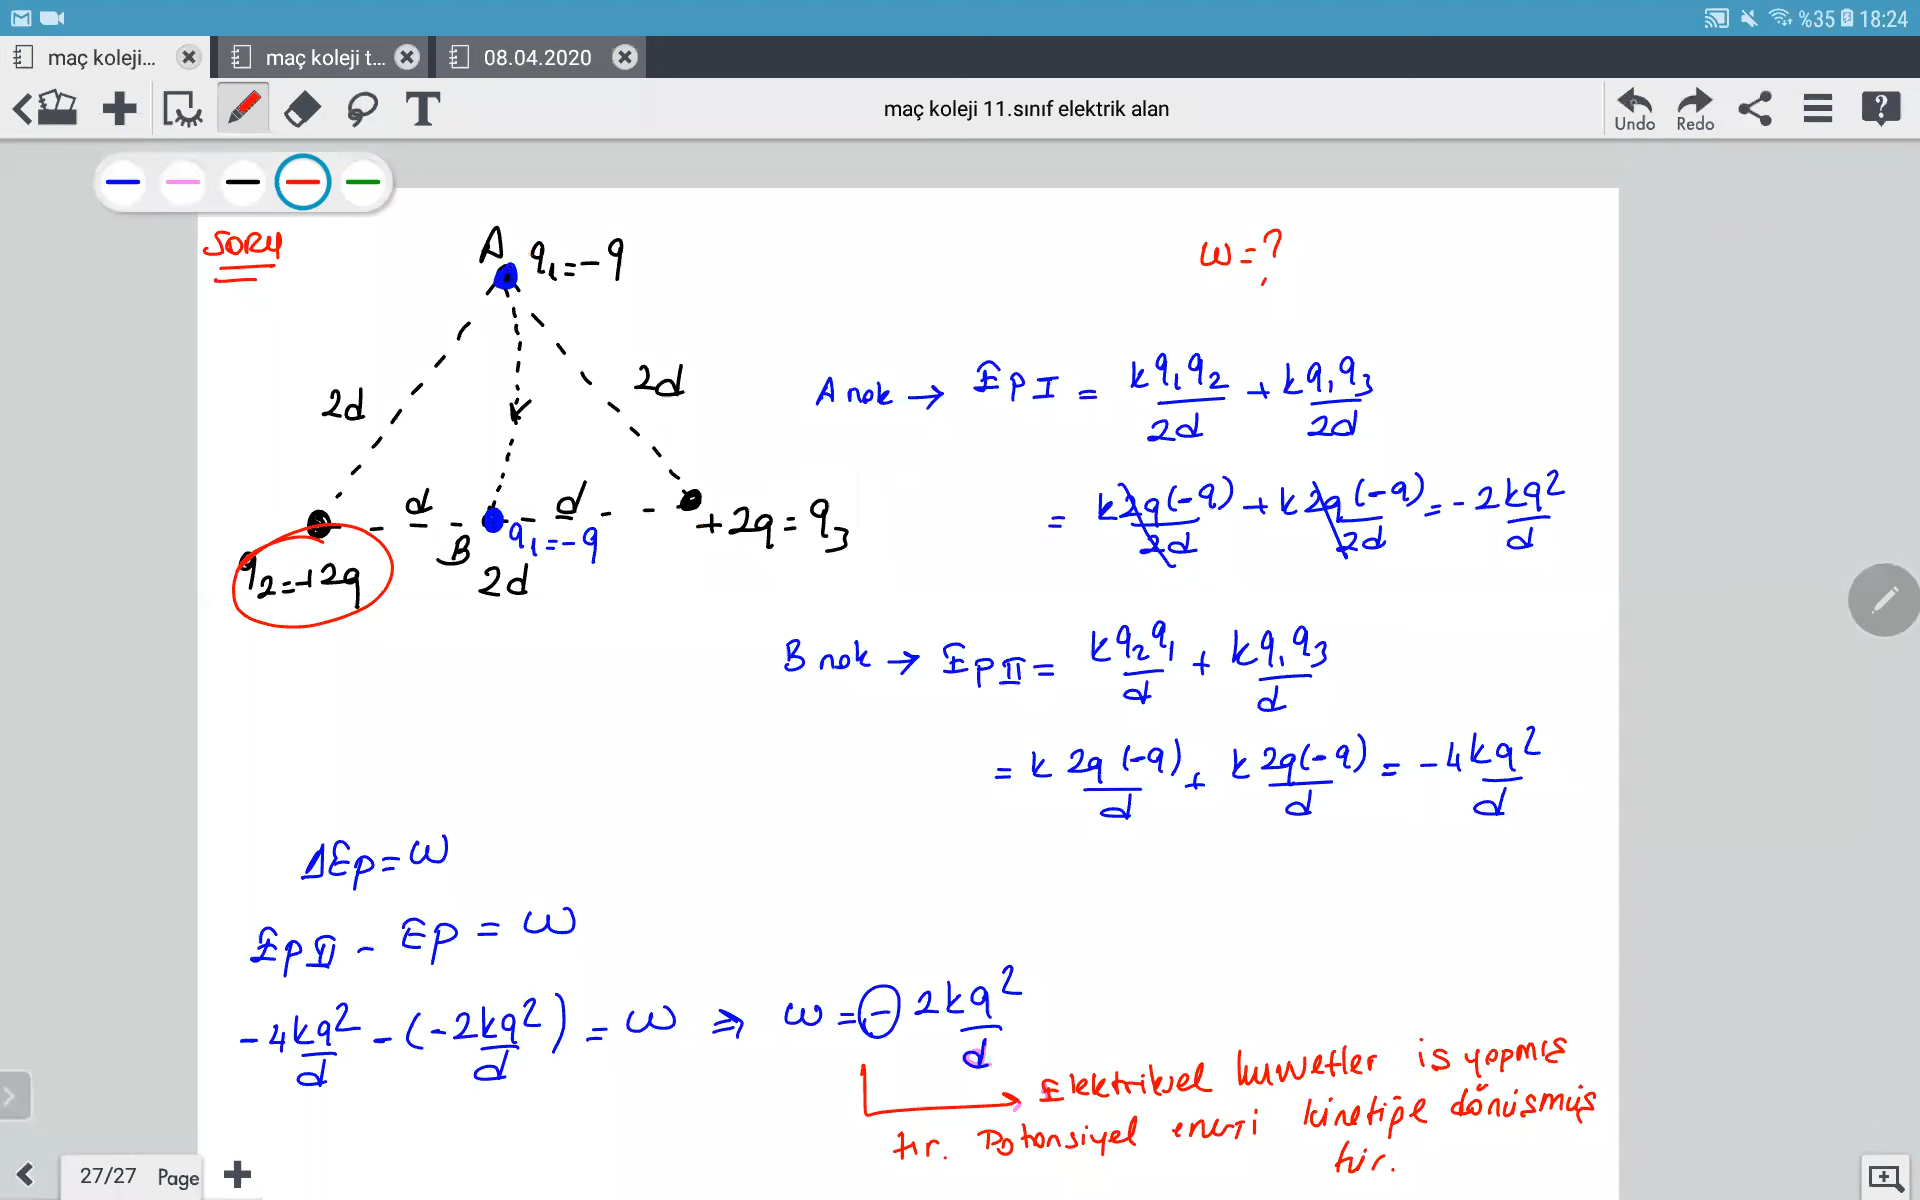 %35 18:24
maç koleji... maç koleji t... 08.04.2020
maç koleji 11.sınıf elektrik alan
Undo Redo
SORU
A q₁=-q
w=?
2d 2d
A nok → EpI = kq₁q₂/2d + kq₁q₃/2d
= k2q(-q)/2d + k2q(-q)/2d = -2kq²/d
d d
B q₁=-q
+2q=q₃
q₂=+2q
2d
B nok → EpII = kq₂q₁/d + kq₁q₃/d
= k2q(-q)/d + k2q(-q)/d = -4kq²/d
ΔEp=w
EpII - Ep = w
-4kq²/d - (-2kq²/d) = w ⇒ w = -2kq²/d
Elektriksel kuvvetler iş yapmış
tır. Potansiyel enerji kinetiğe dönüşmüş
tür.
27/27 Page